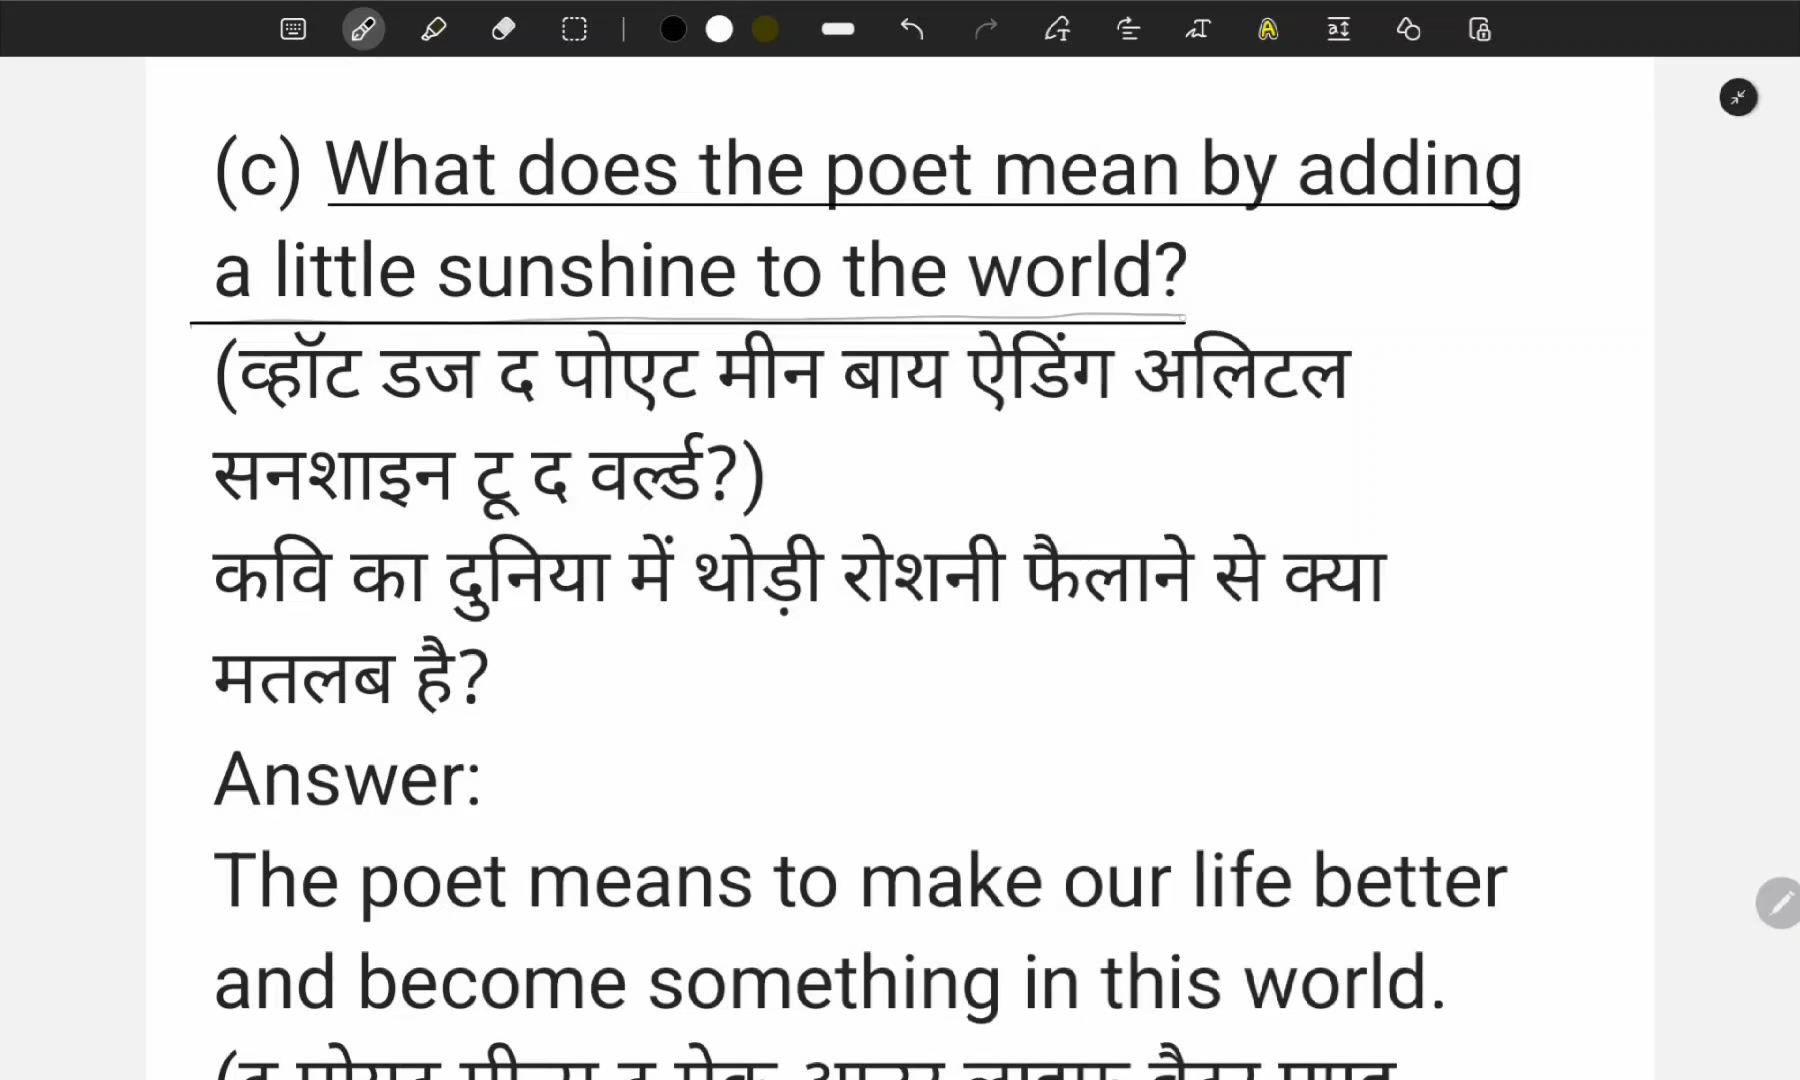 (c) What does the poet mean by adding
a little sunshine to the world?
(व्हॉट डज द पोएट मीन बाय ऐडिंग अलिटल
सनशाइन टू द वर्ल्ड?)
कवि का दुनिया में थोड़ी रोशनी फैलाने से क्या
मतलब है?
Answer:
The poet means to make our life better
and become something in this world.